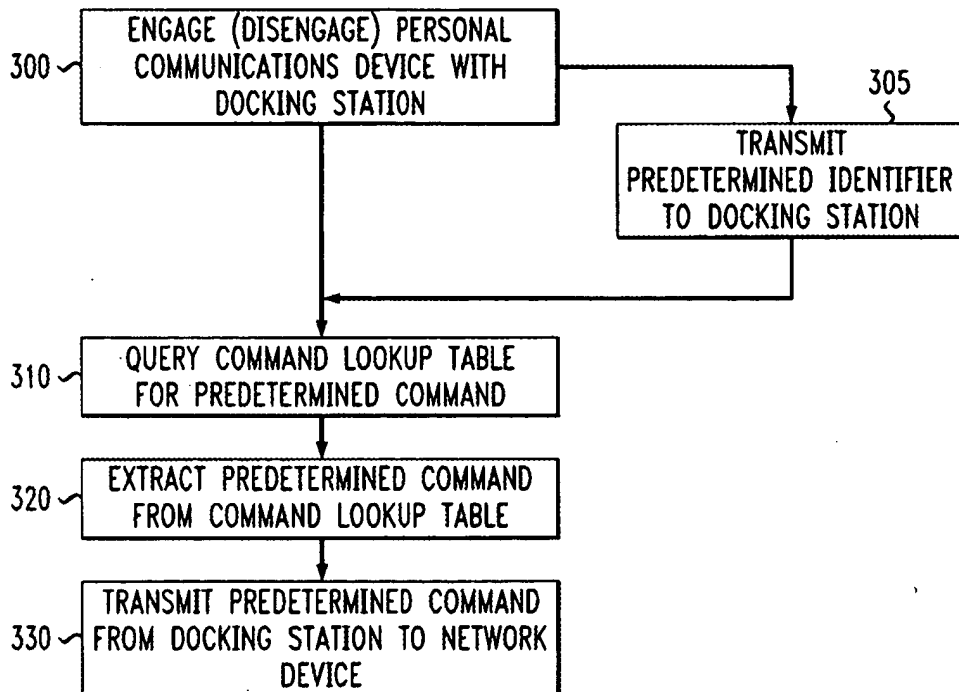 ENGAGE (DISENGAGE) PERSONAL
COMMUNICATIONS DEVICE WITH
DOCKING STATION
300
305
TRANSMIT
PREDETERMINED IDENTIFIER
TO DOCKING STATION
310
QUERY COMMAND LOOKUP TABLE
FOR PREDETERMINED COMMAND
320
EXTRACT PREDETERMINED COMMAND
FROM COMMAND LOOKUP TABLE
330
TRANSMIT PREDETERMINED COMMAND
FROM DOCKING STATION TO NETWORK
DEVICE